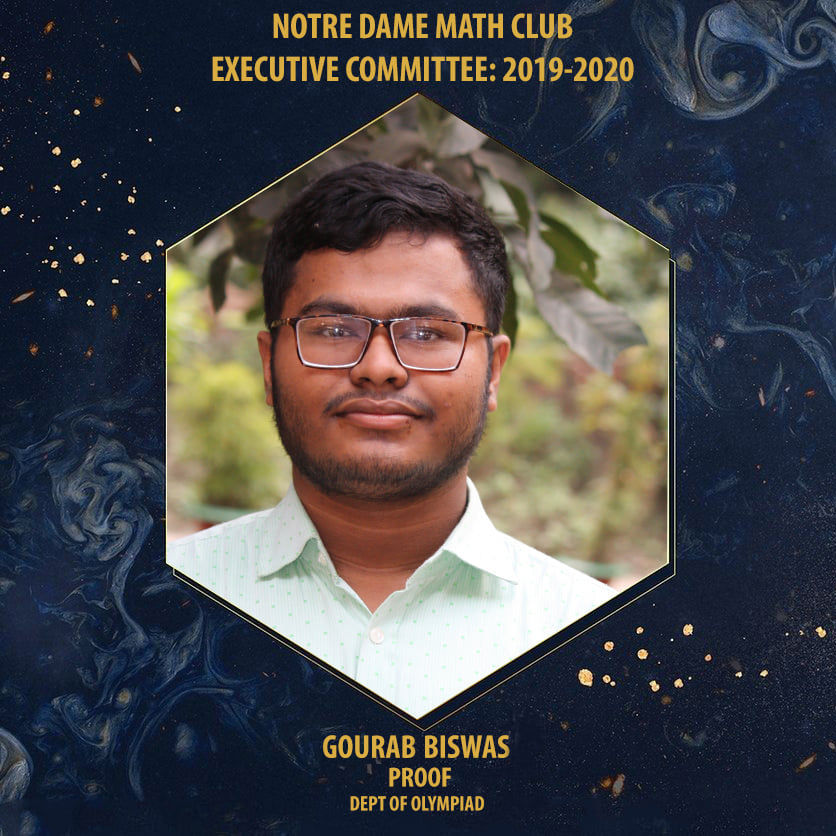 NOTRE DAME MATH CLUB
EXECUTIVE COMMITTEE: 2019-2020
GOURAB BISWAS
PROOF
DEPT OF OLYMPIAD